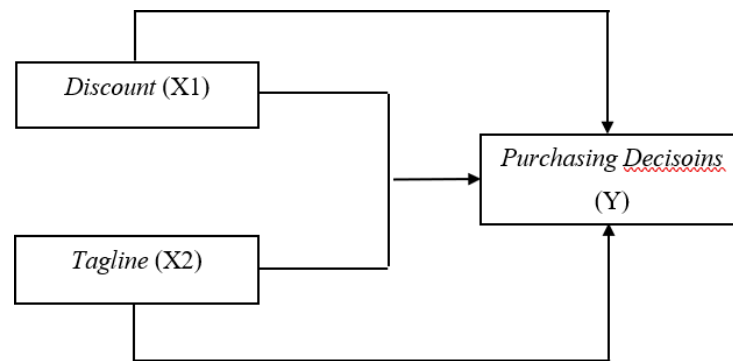 Discount (X1)
Purchasing Decisoins
(Y)
Tagline (X2)